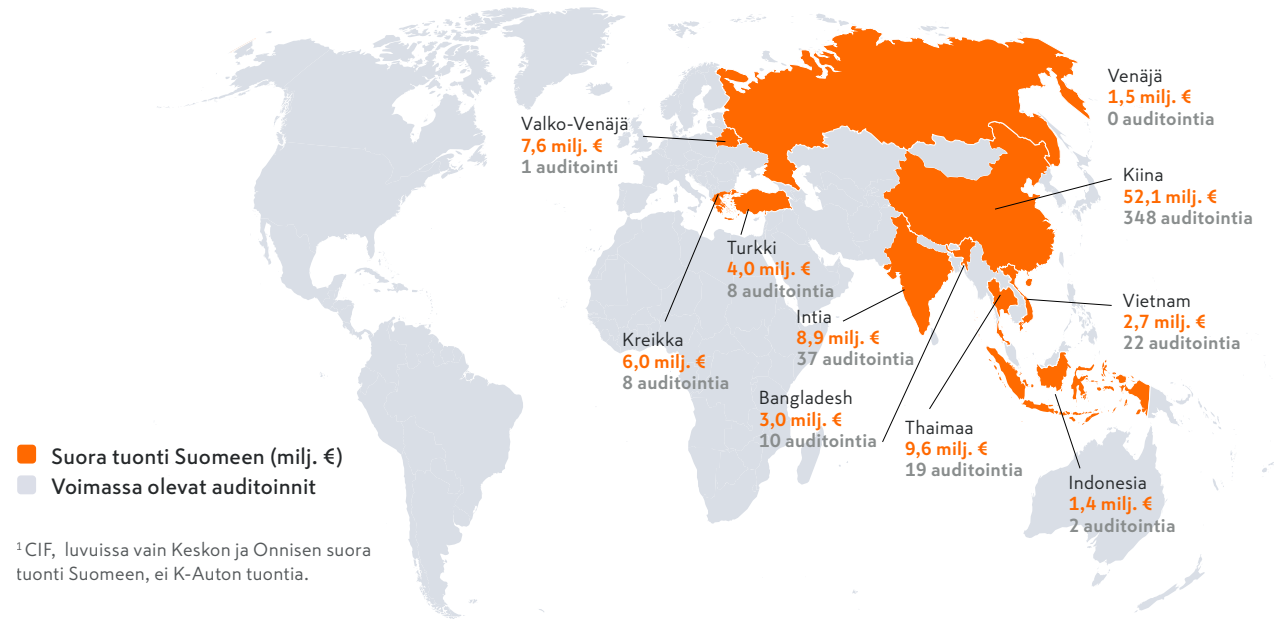 Venäjä
1,5 milj. €
0 auditointia
Valko-Venäjä
7,6 milj. €
1 auditointi
Kiina
52,1 milj. €
348 auditointia
Turkki
4,0 milj. €
8 auditointia
Intia
8,9 milj. €
37 auditointia
Vietnam
2,7 milj. €
22 auditointia
Kreikka
6,0 milj. €
8 auditointia
Bangladesh
3,0 milj. €
10 auditointia
Thaimaa
9,6 milj. €
19 auditointia
Indonesia
1,4 milj. €
2 auditointia
Suora tuonti Suomeen (milj. €)
Voimassa olevat auditoinnit
¹ CIF, luvuissa vain Keskon ja Onnisen suora
tuonti Suomeen, ei K-Auton tuontia.